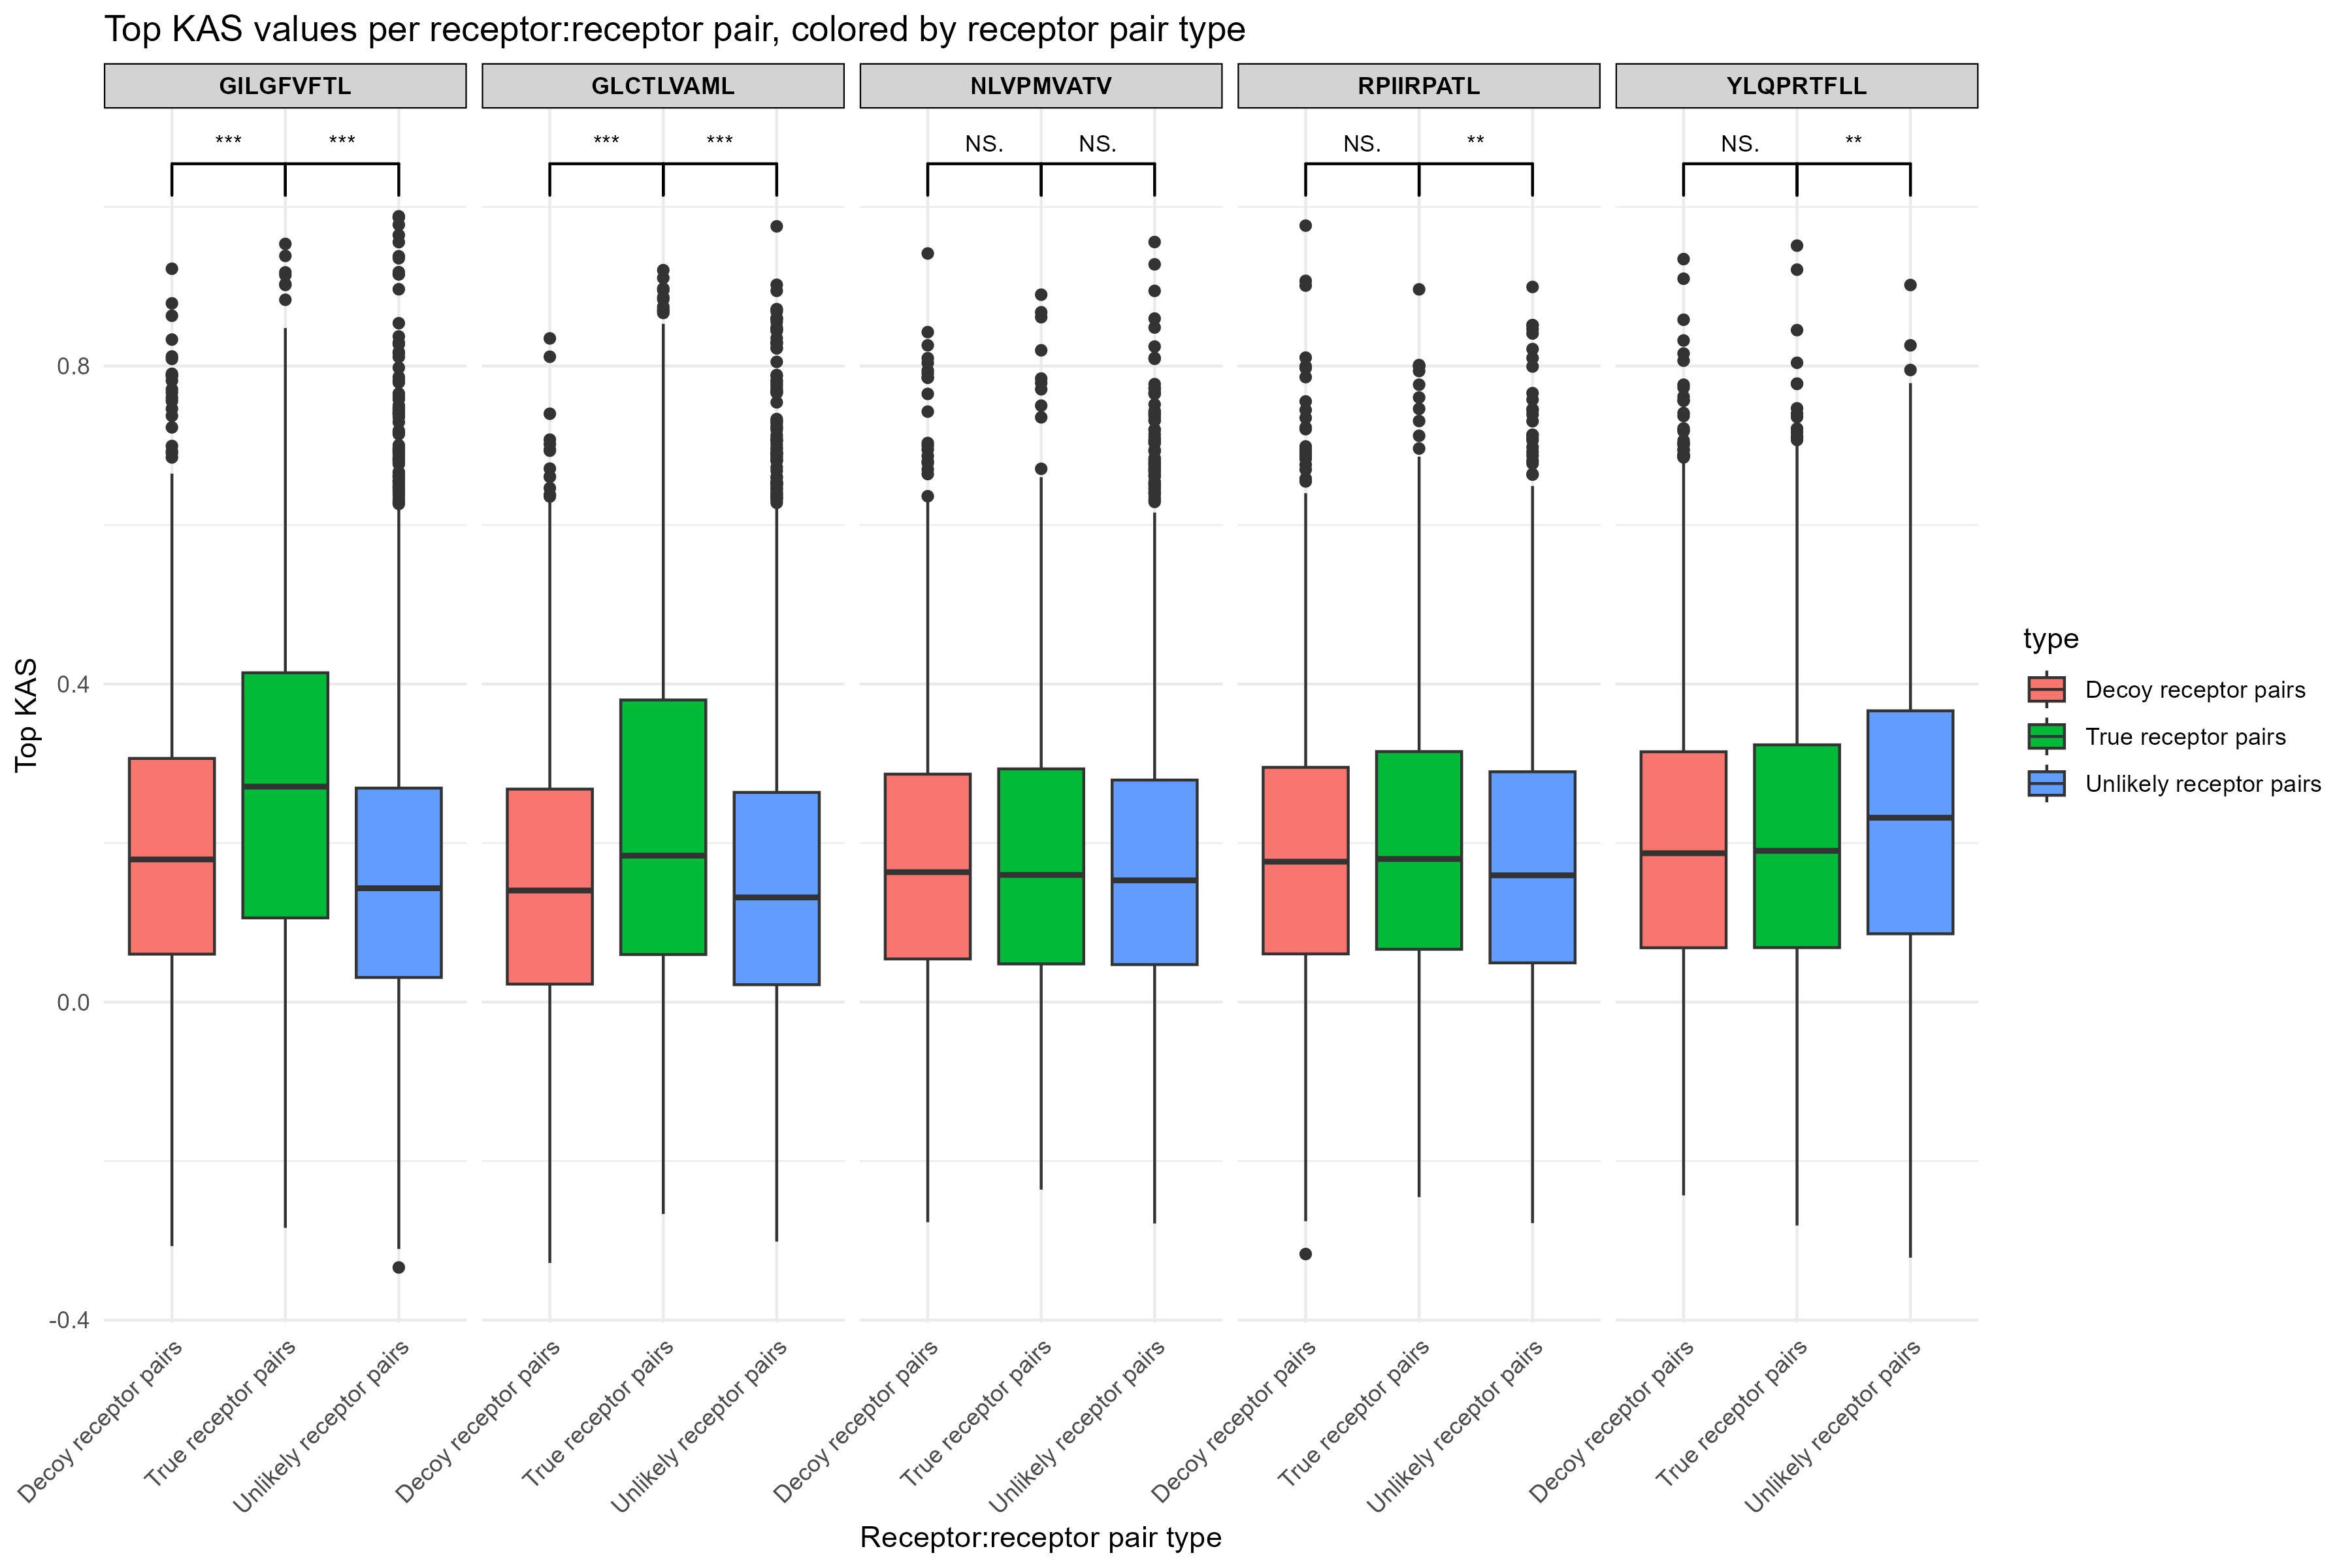 Top KAS values per receptor:receptor pair, colored by receptor pair type
GILGFVFTL
GLCTLVAML
NLVPMVATV
RPIIRPATL
YLQPRTFLL
*** ***
*** ***
NS. NS.
NS. **
NS. **
Top KAS
0.8
0.4
0.0
-0.4
Decoy receptor pairs
True receptor pairs
Unlikely receptor pairs
Decoy receptor pairs
True receptor pairs
Unlikely receptor pairs
Decoy receptor pairs
True receptor pairs
Unlikely receptor pairs
Decoy receptor pairs
True receptor pairs
Unlikely receptor pairs
Decoy receptor pairs
True receptor pairs
Unlikely receptor pairs
Receptor:receptor pair type
type
Decoy receptor pairs
True receptor pairs
Unlikely receptor pairs